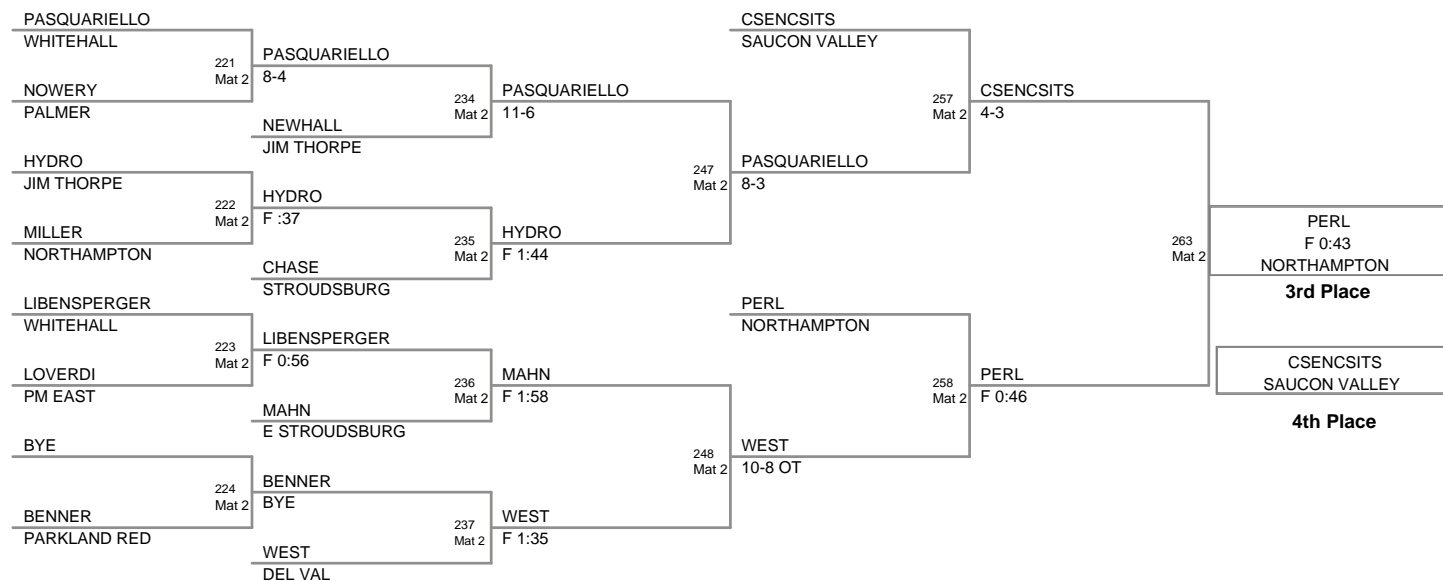 PASQUARIELLO
WHITEHALL
221
Mat 2
NOWERY
PALMER
HYDRO
JIM THORPE
222
Mat 2
MILLER
NORTHAMPTON
LIBENSPERGER
WHITEHALL
223
Mat 2
LOVERDI
PM EAST
BYE
224
Mat 2
BENNER
PARKLAND RED
PASQUARIELLO
8-4
234
Mat 2
NEWHALL
JIM THORPE
HYDRO
F :37
235
Mat 2
CHASE
STROUDSBURG
LIBENSPERGER
F 0:56
236
Mat 2
MAHN
E STROUDSBURG
BENNER
BYE
237
Mat 2
WEST
DEL VAL
PASQUARIELLO
11-6
247
Mat 2
HYDRO
F 1:44
MAHN
F 1:58
248
Mat 2
WEST
F 1:35
CSENCSITS
SAUCON VALLEY
257
Mat 2
PASQUARIELLO
8-3
PERL
NORTHAMPTON
258
Mat 2
WEST
10-8 OT
CSENCSITS
4-3
263
Mat 2
PERL
F 0:46
PERL
F 0:43
NORTHAMPTON
3rd Place
CSENCSITS
SAUCON VALLEY
4th Place